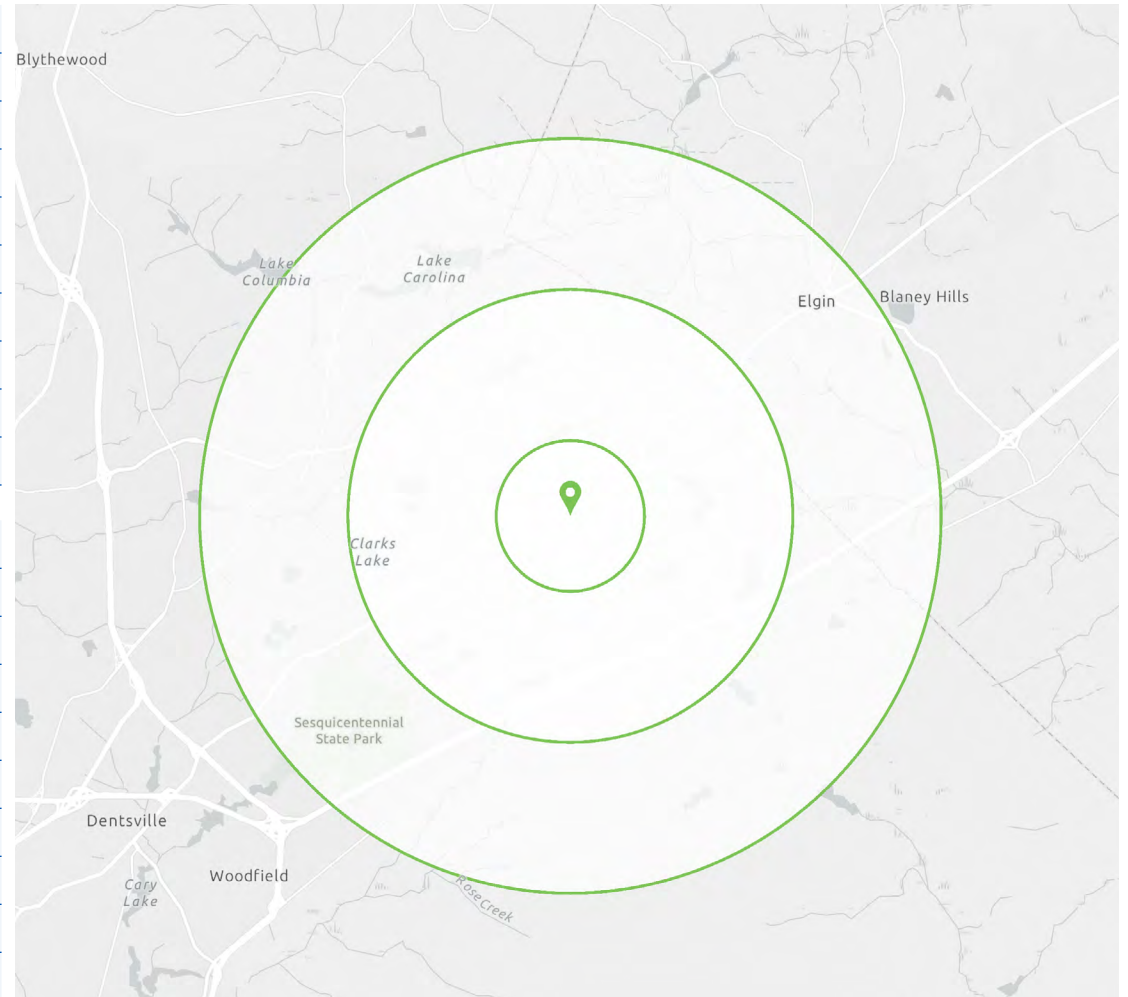 Blythewood
Lake
Columbia
Lake
Carolina
Elgin
Blaney Hills
Clarks
Lake
Sesquicentennial
State Park
Dentsville
Woodfield
Cary
Lake
Rose Creek